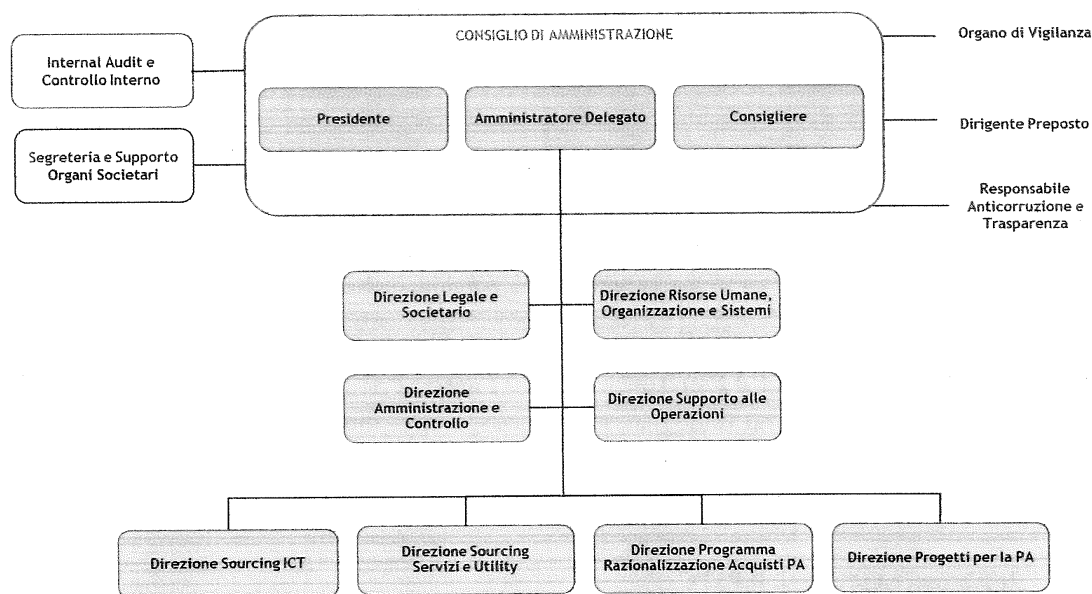 CONSIGLIO DI AMMINISTRAZIONE
Internal Audit e
Controllo Interno
Segreteria e Supporto
Organi Societari
Presidente
Amministratore Delegato
Consigliere
Organo di Vigilanza
Dirigente Preposto
Responsabile
Anticorruzione e
Trasparenza
Direzione Legale e
Societario
Direzione Risorse Umane,
Organizzazione e Sistemi
Direzione
Amministrazione e
Controllo
Direzione Supporto alle
Operazioni
Direzione Sourcing ICT
Direzione Sourcing
Servizi e Utility
Direzione Programma
Razionalizzazione Acquisti PA
Direzione Progetti per la PA